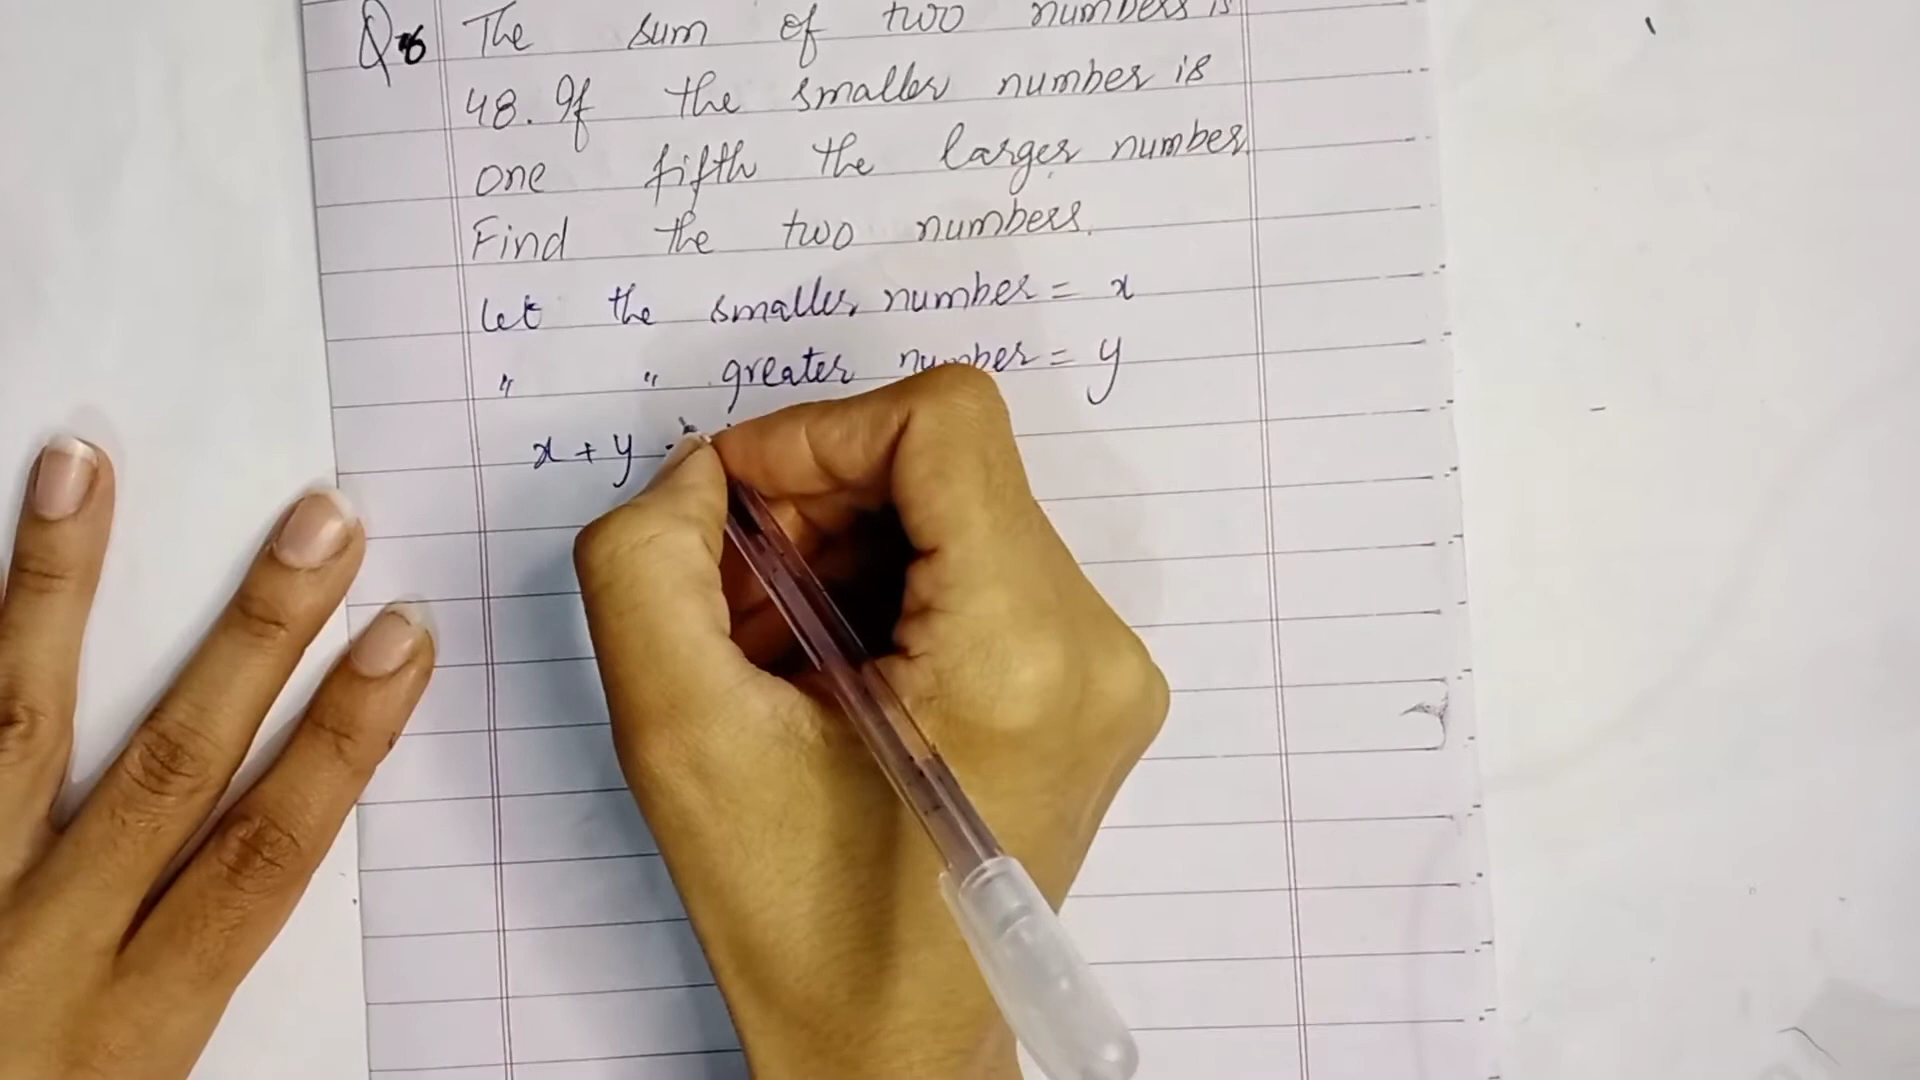 Q6 The sum of two numbers is
48. If the smaller number is
one fifth the larger number.
Find the two numbers.
Let the smaller number = x
" " greater number = y
x + y =